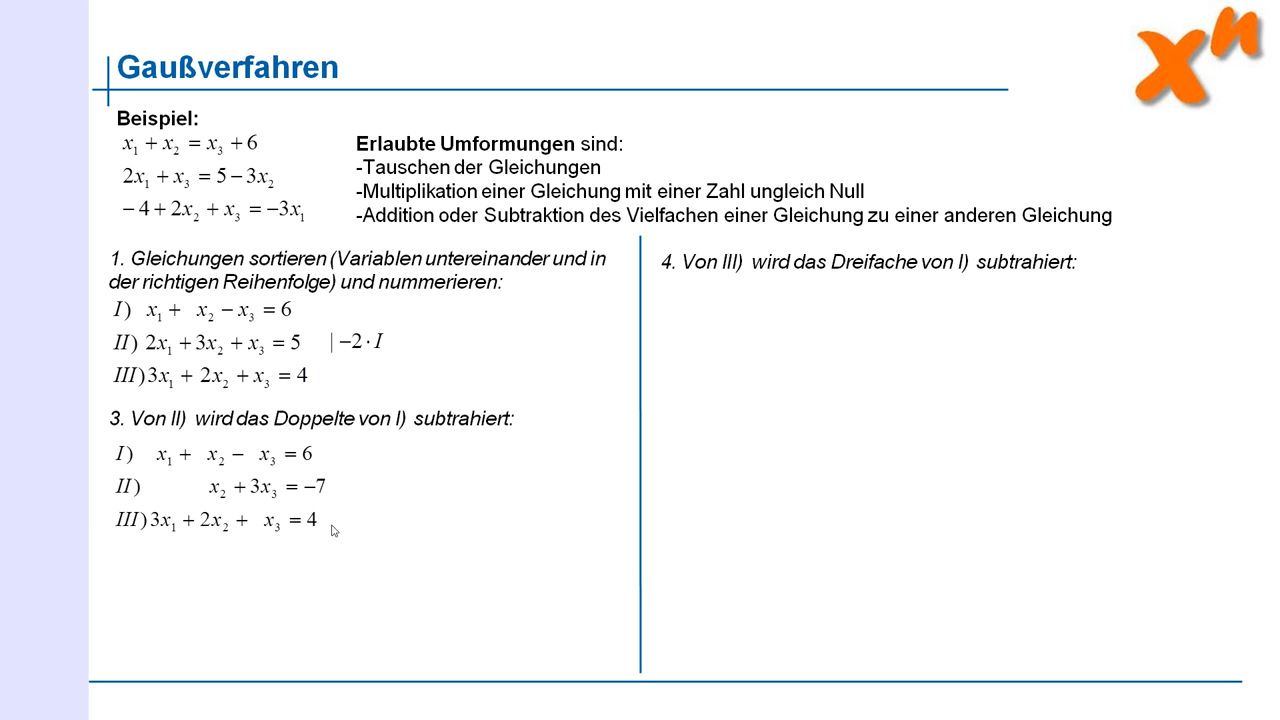 xⁿ
Gaußverfahren
Beispiel:
x₁ + x₂ = x₃ + 6
2x₁ + x₃ = 5 − 3x₂
− 4 + 2x₂ + x₃ = −3x₁
Erlaubte Umformungen sind:
-Tauschen der Gleichungen
-Multiplikation einer Gleichung mit einer Zahl ungleich Null
-Addition oder Subtraktion des Vielfachen einer Gleichung zu einer anderen Gleichung
1. Gleichungen sortieren (Variablen untereinander und in
der richtigen Reihenfolge) und nummerieren:
I) x₁ + x₂ − x₃ = 6
II) 2x₁ + 3x₂ + x₃ = 5 | −2 · I
III) 3x₁ + 2x₂ + x₃ = 4
3. Von II) wird das Doppelte von I) subtrahiert:
I) x₁ + x₂ − x₃ = 6
II) x₂ + 3x₃ = −7
III) 3x₁ + 2x₂ + x₃ = 4
4. Von III) wird das Dreifache von I) subtrahiert: